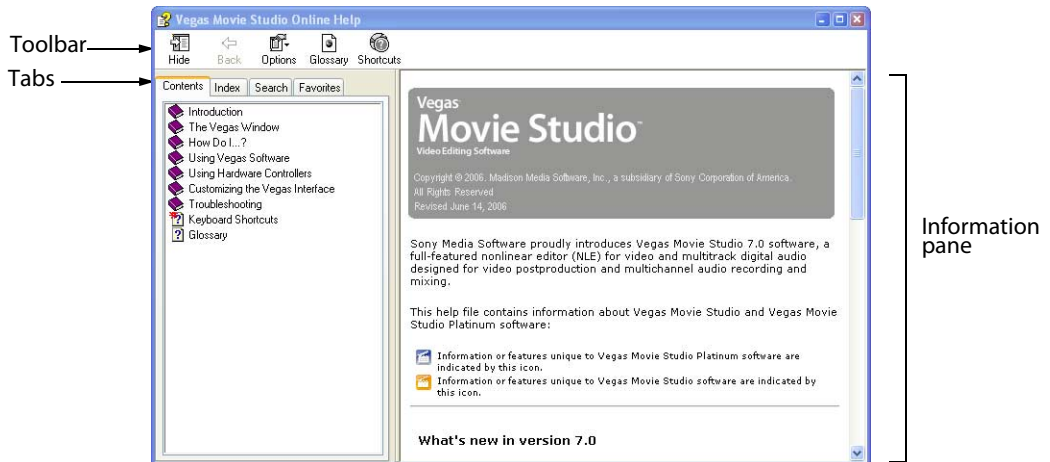 Vegas Movie Studio Online Help
Toolbar
Hide Back Options Glossary Shortcuts
Tabs
Contents Index Search Favorites
Introduction
The Vegas Window
How Do I...?
Using Vegas Software
Using Hardware Controllers
Customizing the Vegas Interface
Troubleshooting
Keyboard Shortcuts
Glossary
Vegas
Movie Studio™
Video Editing Software
Copyright © 2006. Madison Media Software, Inc., a subsidiary of Sony Corporation of America.
All Rights Reserved
Revised June 14, 2006
Sony Media Software proudly introduces Vegas Movie Studio 7.0 software, a
full-featured nonlinear editor (NLE) for video and multitrack digital audio
designed for video postproduction and multichannel audio recording and
mixing.
This help file contains information about Vegas Movie Studio and Vegas Movie
Studio Platinum software:
Information or features unique to Vegas Movie Studio Platinum software are
indicated by this icon.
Information or features unique to Vegas Movie Studio software are indicated by
this icon.
What's new in version 7.0
Information
pane